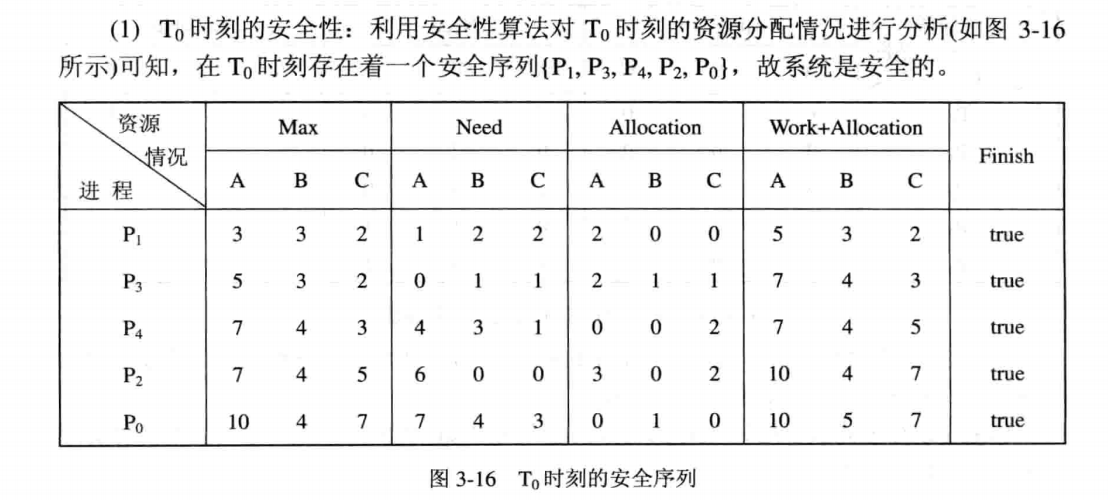 (1) T₀ 时刻的安全性：利用安全性算法对 T₀ 时刻的资源分配情况进行分析(如图 3-16
所示)可知，在 T₀ 时刻存在着一个安全序列{P₁, P₃, P₄, P₂, P₀}，故系统是安全的。
资源 Max Need Allocation Work+Allocation Finish
情况
进 程 A B C A B C A B C A B C
P₁ 3 3 2 1 2 2 2 0 0 5 3 2 true
P₃ 5 3 2 0 1 1 2 1 1 7 4 3 true
P₄ 7 4 3 4 3 1 0 0 2 7 4 5 true
P₂ 7 4 5 6 0 0 3 0 2 10 4 7 true
P₀ 10 4 7 7 4 3 0 1 0 10 5 7 true
图 3-16 T₀ 时刻的安全序列